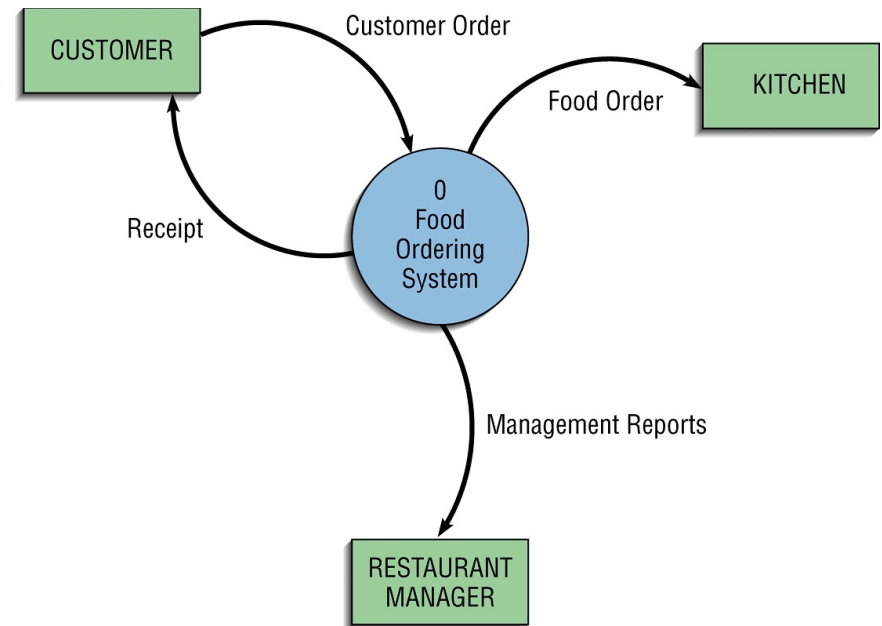 CUSTOMER
Customer Order
KITCHEN
Food Order
0
Food
Ordering
System
Receipt
Management Reports
RESTAURANT
MANAGER